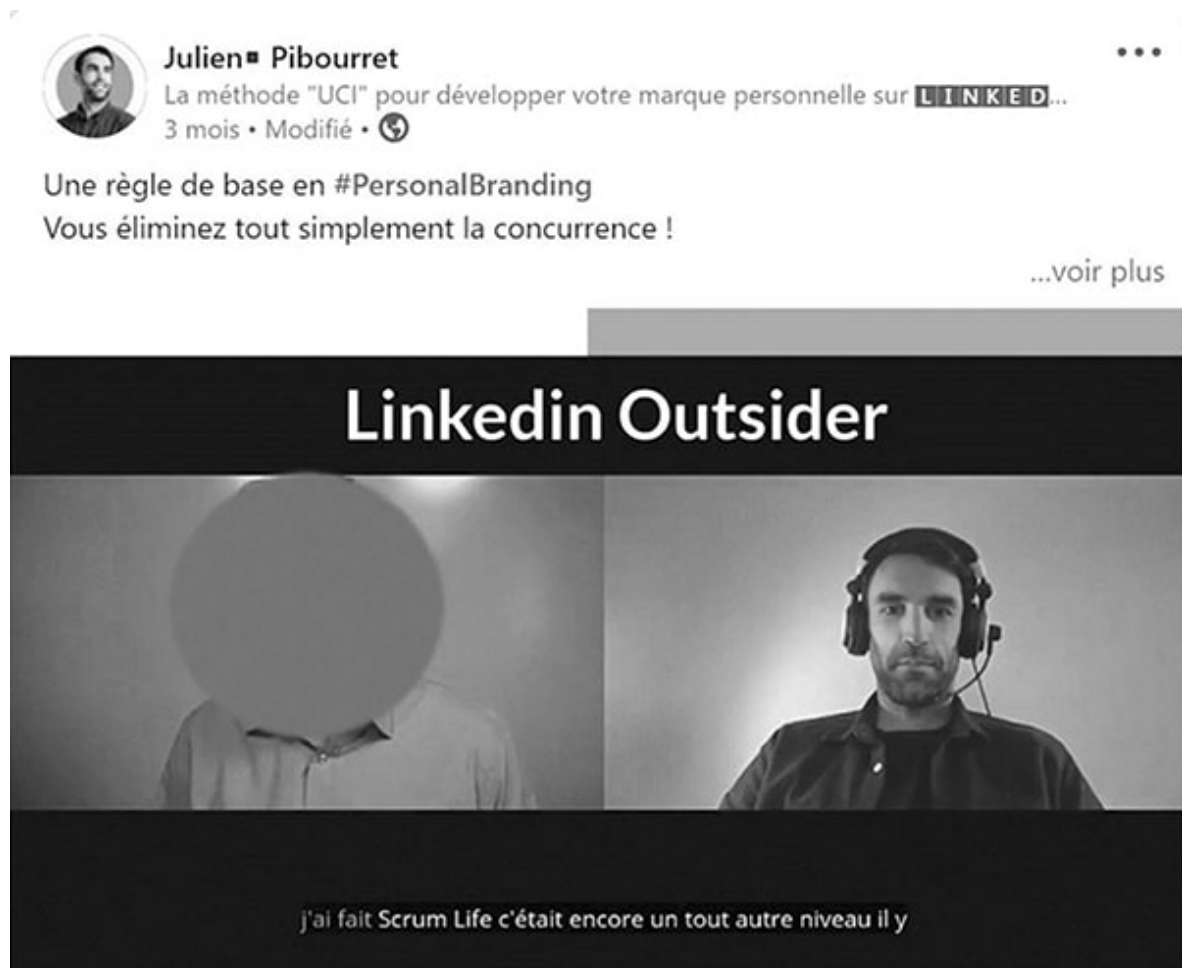 Julien Pibourret
La méthode "UCI" pour développer votre marque personnelle sur LINKED...
3 mois • Modifié •
Une règle de base en #PersonalBranding
Vous éliminez tout simplement la concurrence !
...voir plus
Linkedin Outsider
j'ai fait Scrum Life c'était encore un tout autre niveau il y